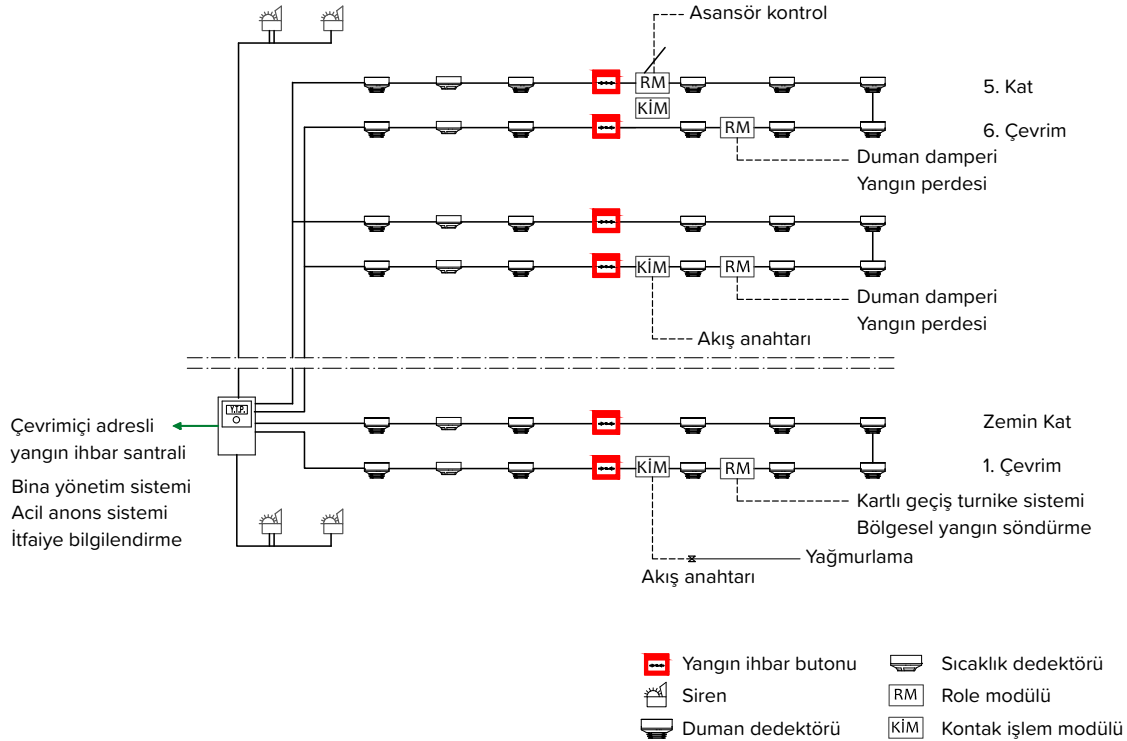 Asansör kontrol
RM
5. Kat
KİM
6. Çevrim
RM
Duman damperi
Yangın perdesi
KİM
RM
Duman damperi
Yangın perdesi
Akış anahtarı
Y.I.P.
Çevrimiçi adresli
yangın ihbar santrali
Bina yönetim sistemi
Acil anons sistemi
İtfaiye bilgilendirme
Zemin Kat
KİM
RM
1. Çevrim
Kartlı geçiş turnike sistemi
Bölgesel yangın söndürme
Yağmurlama
Akış anahtarı
Yangın ihbar butonu
Sıcaklık dedektörü
Siren
RM
Role modülü
Duman dedektörü
KİM
Kontak işlem modülü